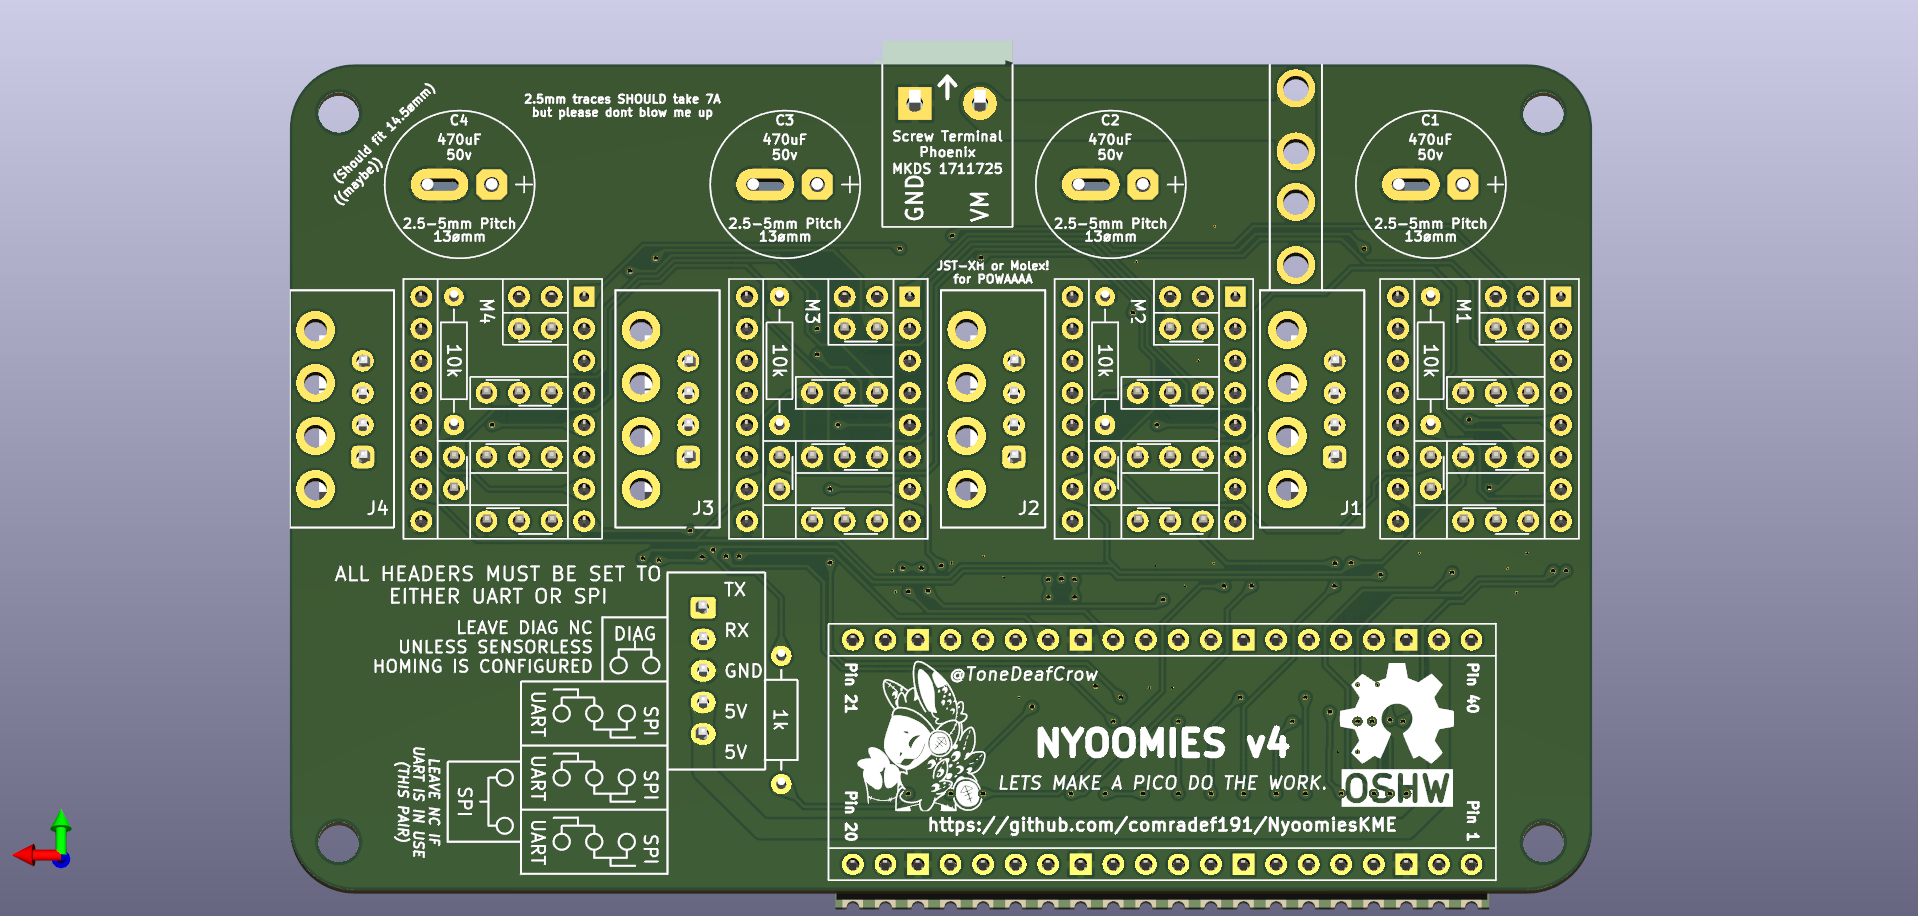 (Should fit 14.5ømm)
((maybe))
2.5mm traces SHOULD take 7A
but please dont blow me up
C4
470uF
50v
+
2.5-5mm Pitch
13ømm
C3
470uF
50v
+
2.5-5mm Pitch
13ømm
Screw Terminal
Phoenix
MKDS 1711725
GND
VM
C2
470uF
50v
+
2.5-5mm Pitch
13ømm
C1
470uF
50v
+
2.5-5mm Pitch
13ømm
JST-XH or Molex!
for POWAAAA
J4
M4
10k
J3
M3
10k
J2
M2
10k
J1
M1
10k
ALL HEADERS MUST BE SET TO
EITHER UART OR SPI
LEAVE DIAG NC
UNLESS SENSORLESS
HOMING IS CONFIGURED
DIAG
UART
SPI
UART
SPI
UART
SPI
LEAVE NC IF
UART IS IN USE
(THIS PAIR)
SPI
TX
RX
GND
5V
5V
1k
Pin 21
Pin 40
@ToneDeafCrow
NYOOMIES v4
LETS MAKE A PICO DO THE WORK.
OSHW
Pin 20
Pin 1
https://github.com/comradef191/NyoomiesKME